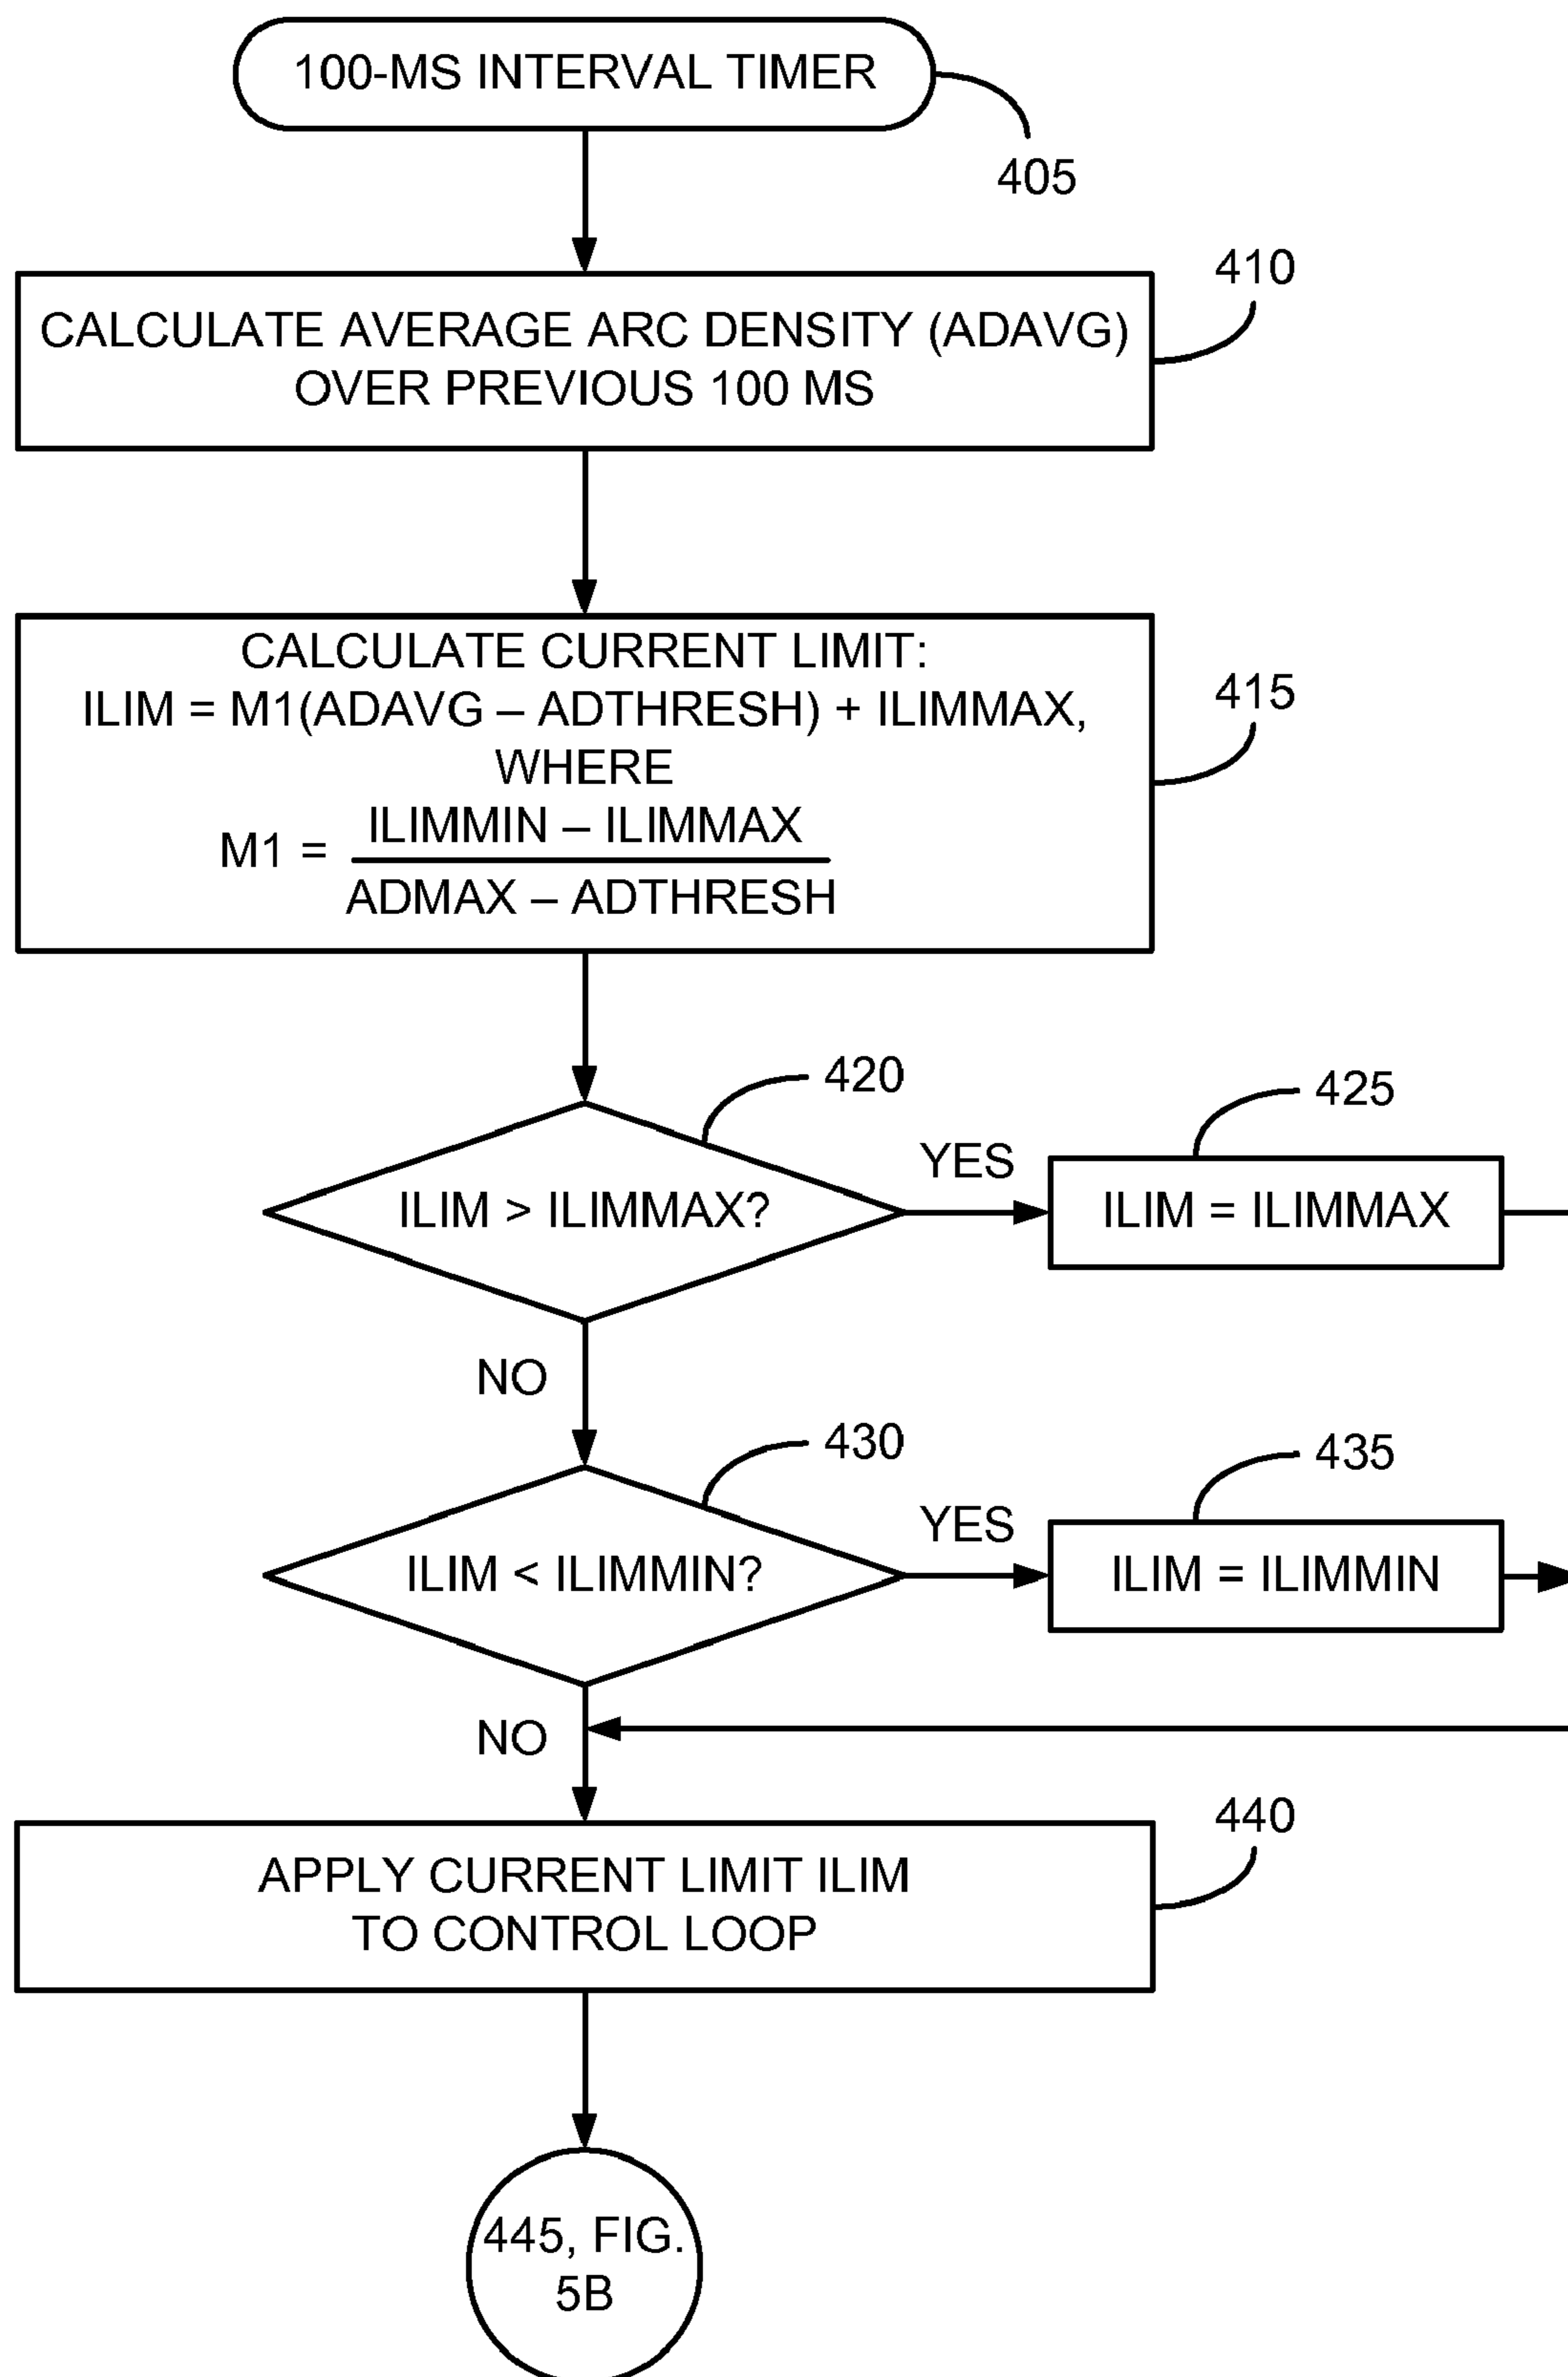 100-MS INTERVAL TIMER
405
410
CALCULATE AVERAGE ARC DENSITY (ADAVG)
OVER PREVIOUS 100 MS
CALCULATE CURRENT LIMIT:
415
ILIM = M1(ADAVG – ADTHRESH) + ILIMMAX,
WHERE
M1 = ILIMMIN – ILIMMAX
ADMAX – ADTHRESH
420
425
YES
ILIM > ILIMMAX?
ILIM = ILIMMAX
NO
430
435
YES
ILIM < ILIMMIN?
ILIM = ILIMMIN
NO
440
APPLY CURRENT LIMIT ILIM
TO CONTROL LOOP
445, FIG.
5B